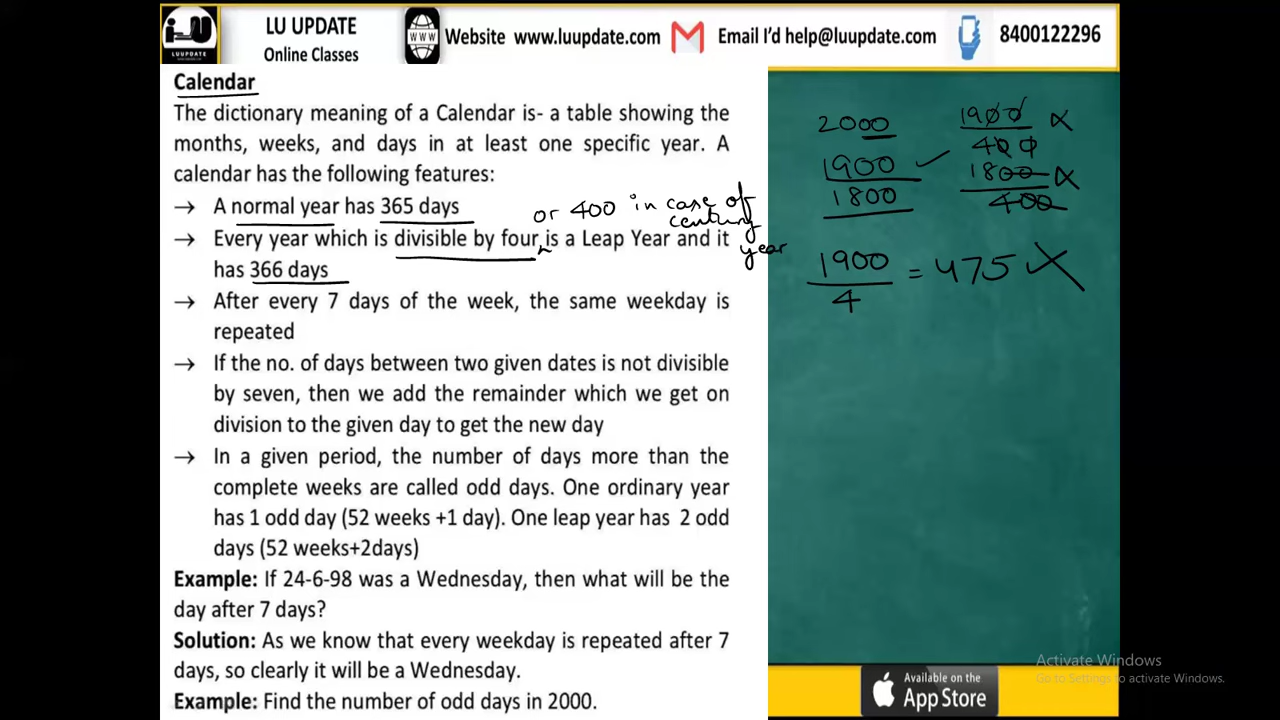 LU UPDATE
Online Classes
LUUPDATE
WWW
Website www.luupdate.com
Email I’d help@luupdate.com
8400122296
Calendar
The dictionary meaning of a Calendar is- a table showing the
months, weeks, and days in at least one specific year. A
calendar has the following features:
→ A normal year has 365 days
or 400 in case of
century
year
→ Every year which is divisible by four is a Leap Year and it
has 366 days
→ After every 7 days of the week, the same weekday is
repeated
→ If the no. of days between two given dates is not divisible
by seven, then we add the remainder which we get on
division to the given day to get the new day
→ In a given period, the number of days more than the
complete weeks are called odd days. One ordinary year
has 1 odd day (52 weeks +1 day). One leap year has 2 odd
days (52 weeks+2days)
Example: If 24-6-98 was a Wednesday, then what will be the
day after 7 days?
Solution: As we know that every weekday is repeated after 7
days, so clearly it will be a Wednesday.
Example: Find the number of odd days in 2000.
2000
1900 ✓
1800
1900
400
1800
400
1900
4
= 475
Available on the
App Store
Activate Windows
Go to Settings to activate Windows.